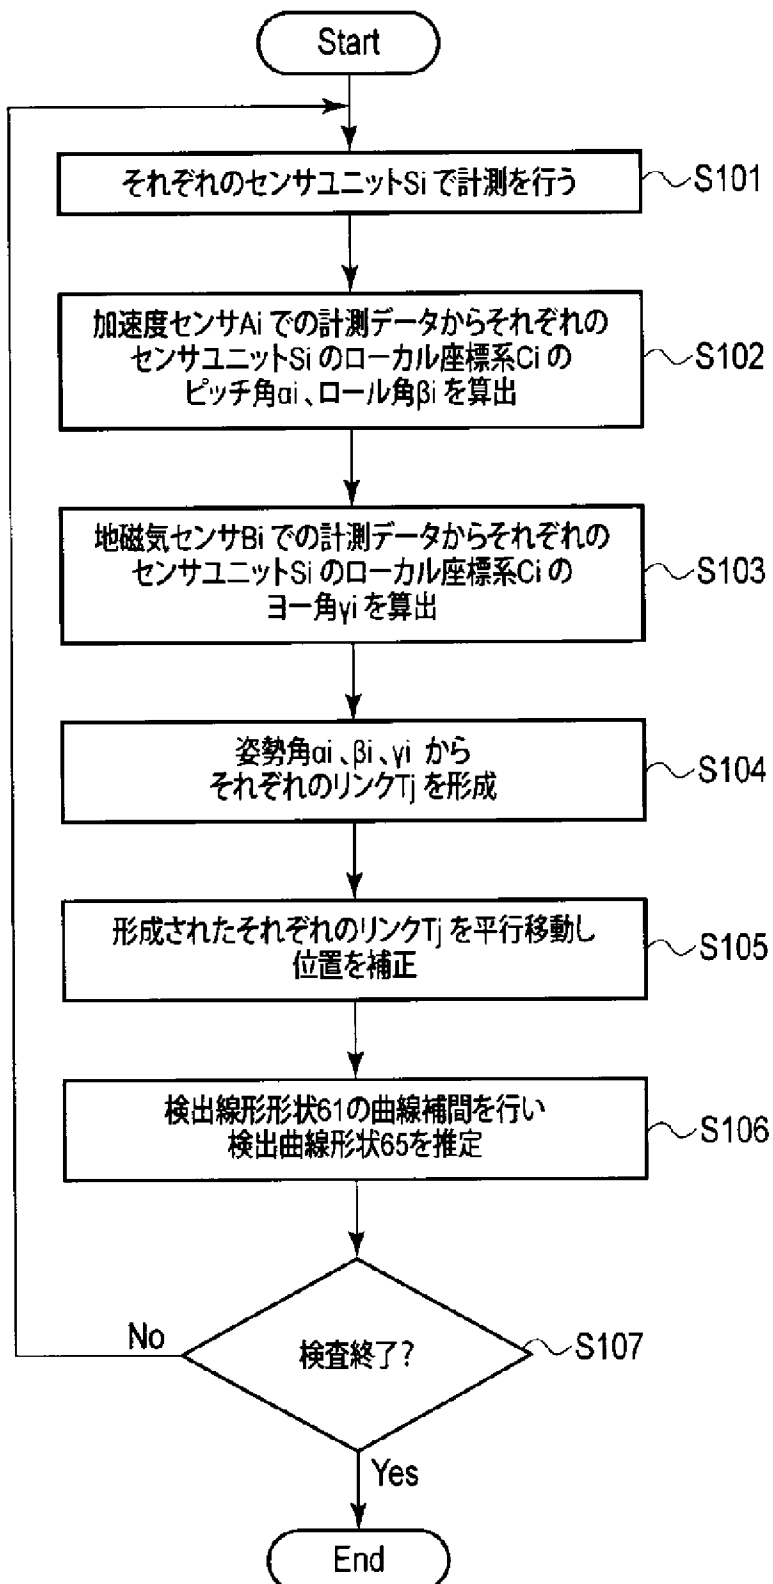 Start
それぞれのセンサユニットSiで計測を行う
S101
加速度センサAiでの計測データからそれぞれの
センサユニットSiのローカル座標系Ciの
ピッチ角αi、ロール角βiを算出
S102
地磁気センサBiでの計測データからそれぞれの
センサユニットSiのローカル座標系Ciの
ヨー角γiを算出
S103
姿勢角αi、βi、γiから
それぞれのリンクTjを形成
S104
形成されたそれぞれのリンクTjを平行移動し
位置を補正
S105
検出線形形状61の曲線補間を行い
検出曲線形状65を推定
S106
No
検査終了?
S107
Yes
End